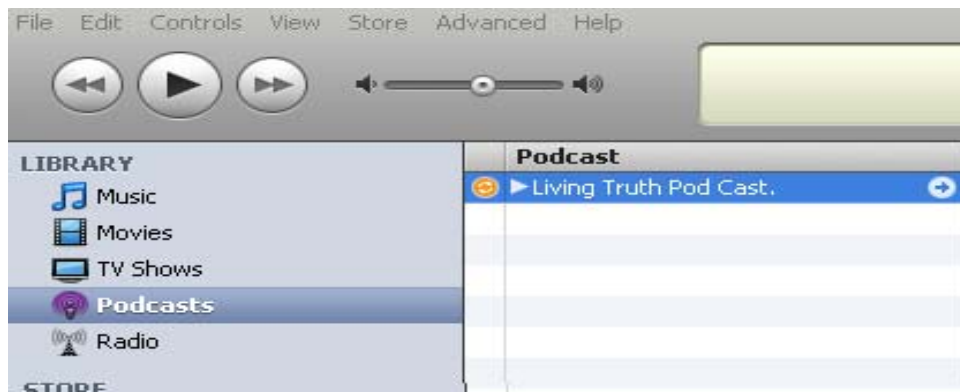 File Edit Controls View Store Advanced Help
LIBRARY
Music
Movies
TV Shows
Podcasts
Radio
STORE
Podcast
Living Truth Pod Cast.